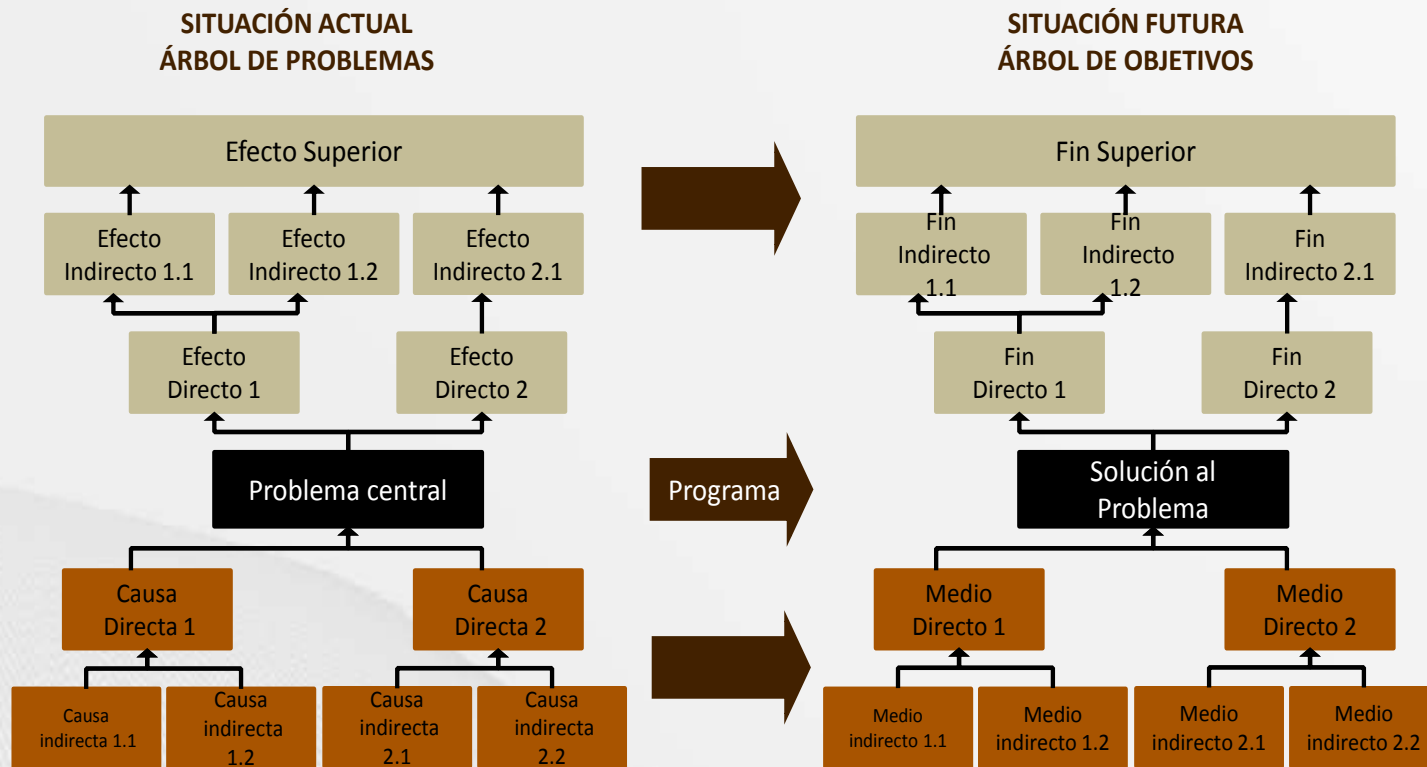 SITUACIÓN ACTUAL
ÁRBOL DE PROBLEMAS
Efecto Superior
Efecto
Indirecto 1.1
Efecto
Indirecto 1.2
Efecto
Indirecto 2.1
Efecto
Directo 1
Efecto
Directo 2
Problema central
Causa
Directa 1
Causa
Directa 2
Causa
indirecta 1.1
Causa
indirecta
1.2
Causa
indirecta
2.1
Causa
indirecta
2.2
Programa
SITUACIÓN FUTURA
ÁRBOL DE OBJETIVOS
Fin Superior
Fin
Indirecto
1.1
Fin
Indirecto
1.2
Fin
Indirecto 2.1
Fin
Directo 1
Fin
Directo 2
Solución al
Problema
Medio
Directo 1
Medio
Directo 2
Medio
indirecto 1.1
Medio
indirecto 1.2
Medio
indirecto 2.1
Medio
indirecto 2.2